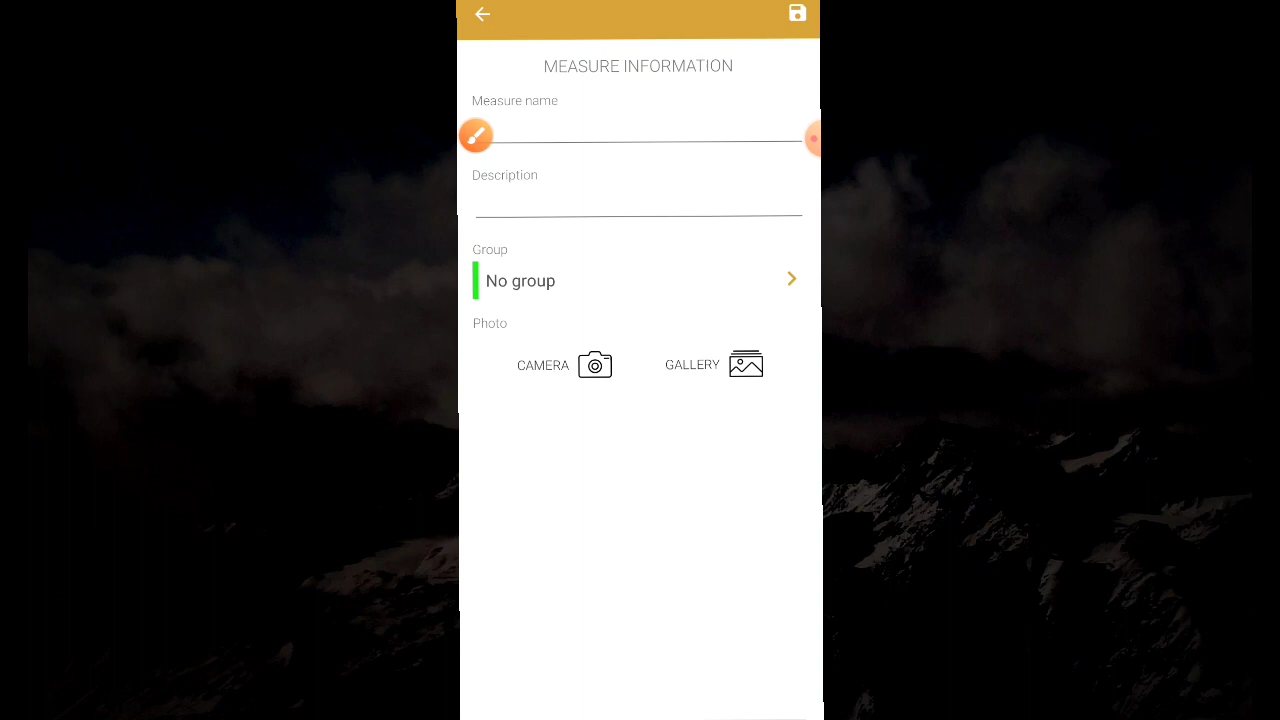 MEASURE INFORMATION
Measure name
Description
Group
No group
Photo
CAMERA GALLERY